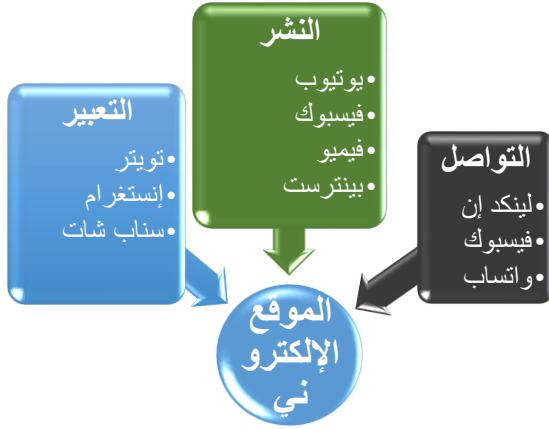 التواصل
•لينكد إن
•فيسبوك
•واتساب
النشر
•يوتيوب
•فيسبوك
•فيميو
•بينترست
التعبير
•تويتر
•إنستغرام
•سناب شات
الموقع
الإلكترو
ني